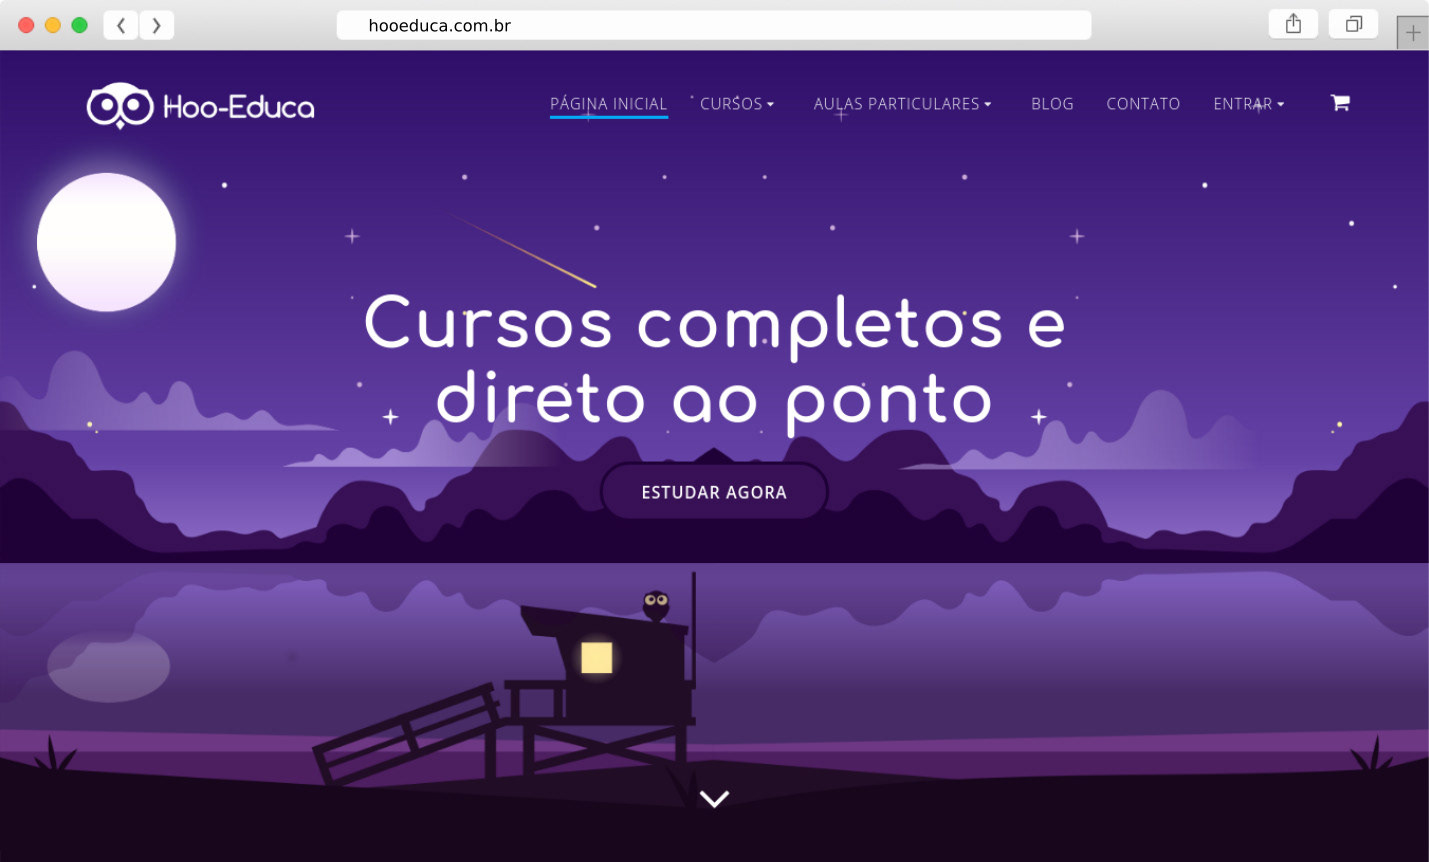 hooeduca.com.br
Hoo-Educa
PÁGINA INICIAL CURSOS AULAS PARTICULARES BLOG CONTATO ENTRAR
Cursos completos e
direto ao ponto
ESTUDAR AGORA